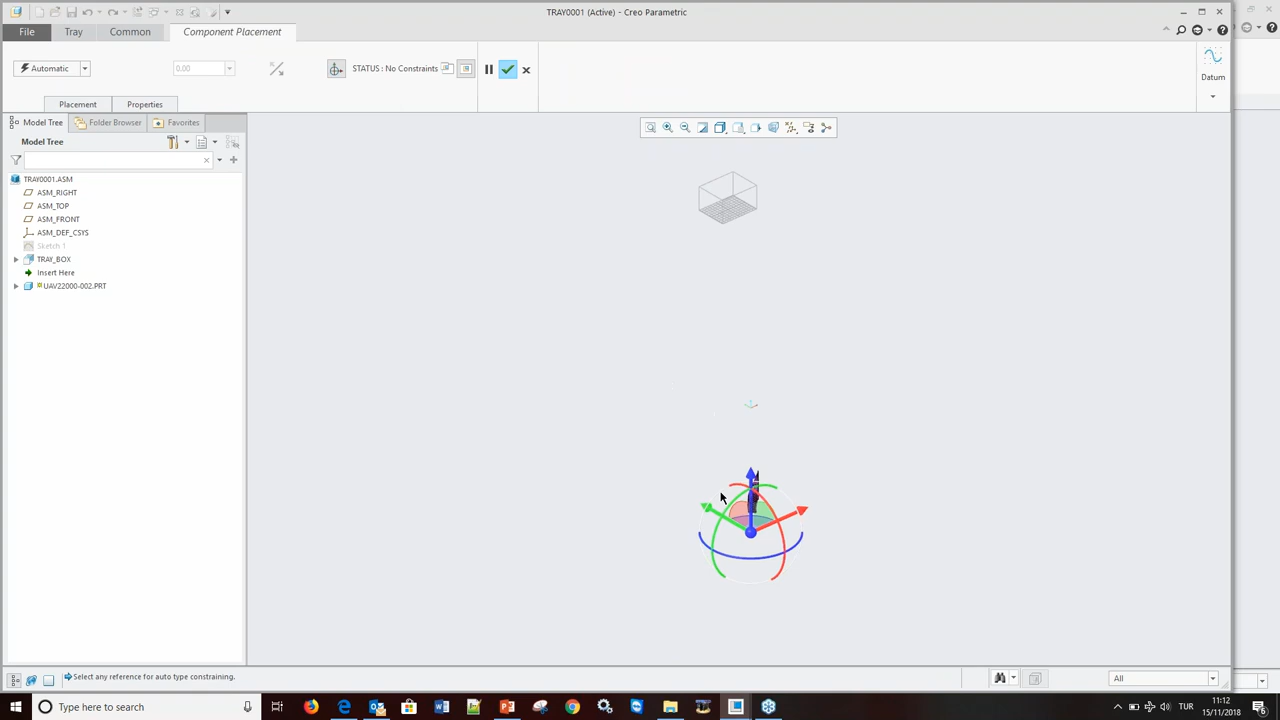 TRAY0001 (Active) - Creo Parametric
File
Tray
Common
Component Placement
Automatic
0.00
STATUS : No Constraints
Datum
Placement
Properties
Model Tree
Folder Browser
Favorites
Model Tree
TRAY0001.ASM
ASM_RIGHT
ASM_TOP
ASM_FRONT
ASM_DEF_CSYS
Sketch 1
TRAY_BOX
Insert Here
UAV22000-002.PRT
Select any reference for auto type constraining.
All
Type here to search
TUR
11:12
15/11/2018